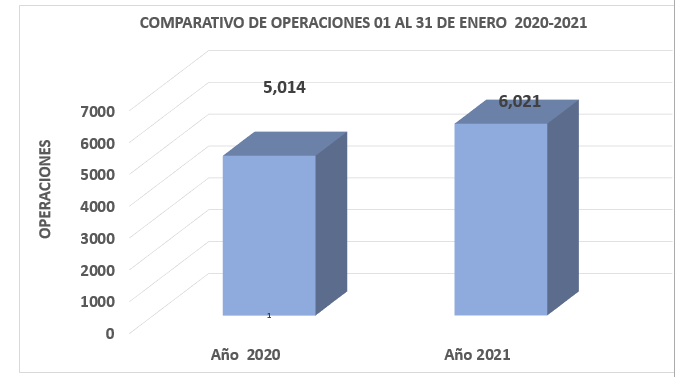 COMPARATIVO DE OPERACIONES 01 AL 31 DE ENERO 2020-2021
5,014
6,021
7000
6000
5000
4000
3000
2000
1000
0
OPERACIONES
1
Año 2020
Año 2021